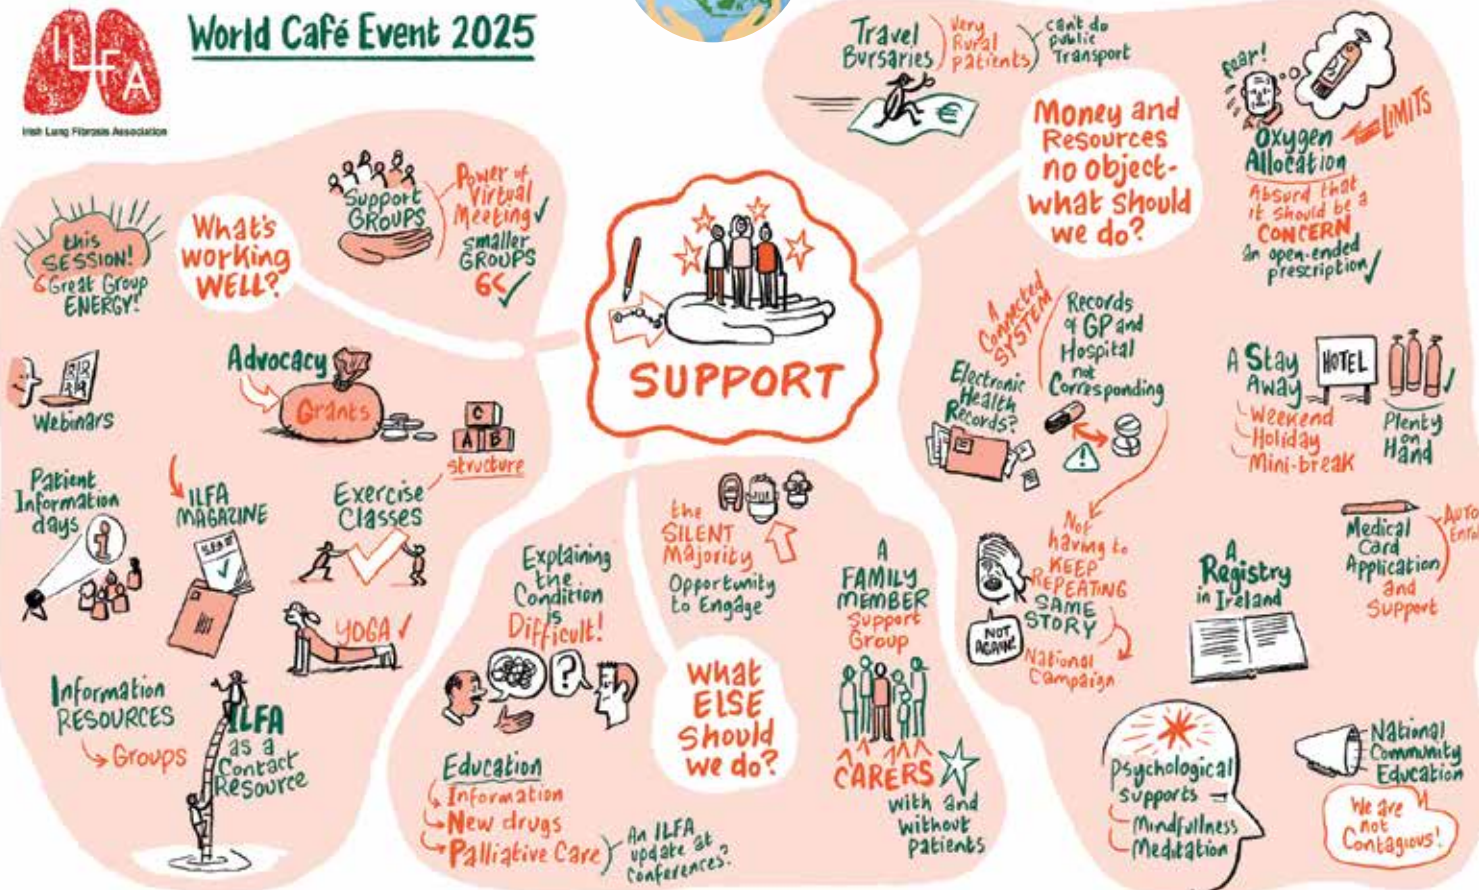 ILFA
Irish Lung Fibrosis Association
World Café Event 2025
What's
working
WELL?
this
SESSION!
Great Group
ENERGY!
Support
GROUPS
Power of
Virtual
Meeting
smaller
GROUPS
6<
Webinars
Advocacy
Grants
C
A B
structure
Patient
Information
days
i
ILFA
MAGAZINE
ILFA
Exercise
Classes
YOGA
Information
RESOURCES
Groups
ILFA
as a
Contact
Resource
SUPPORT
What
ELSE
Should
we do?
Explaining
the
Condition
is
Difficult!
?
the
SILENT
Majority
Opportunity
to Engage
A
FAMILY
MEMBER
Support
Group
CARERS
with and
without
patients
Education
Information
New drugs
Palliative Care
An ILFA
update at
Conferences?
Money and
Resources
no object-
what should
we do?
Travel
Bursaries
Very
Rural
patients
can't do
public
Transport
€
fear!
Oxygen
Allocation
LIMITS
Absurd that
it should be a
CONCERN
An open-ended
prescription
A
Connected
SYSTEM
Electronic
Health
Records?
Records
of GP and
Hospital
not
Corresponding
!
A Stay
Away
Weekend
Holiday
Mini-break
HOTEL
Plenty
on
Hand
Not
having to
KEEP
REPEATING
SAME
STORY
NOT
AGAIN!
National
Campaign
A
Registry
in Ireland
Medical
Card
Application
and
Support
psychological
supports
Mindfullness
Meditation
National
Community
Education
We are
not
Contagious!